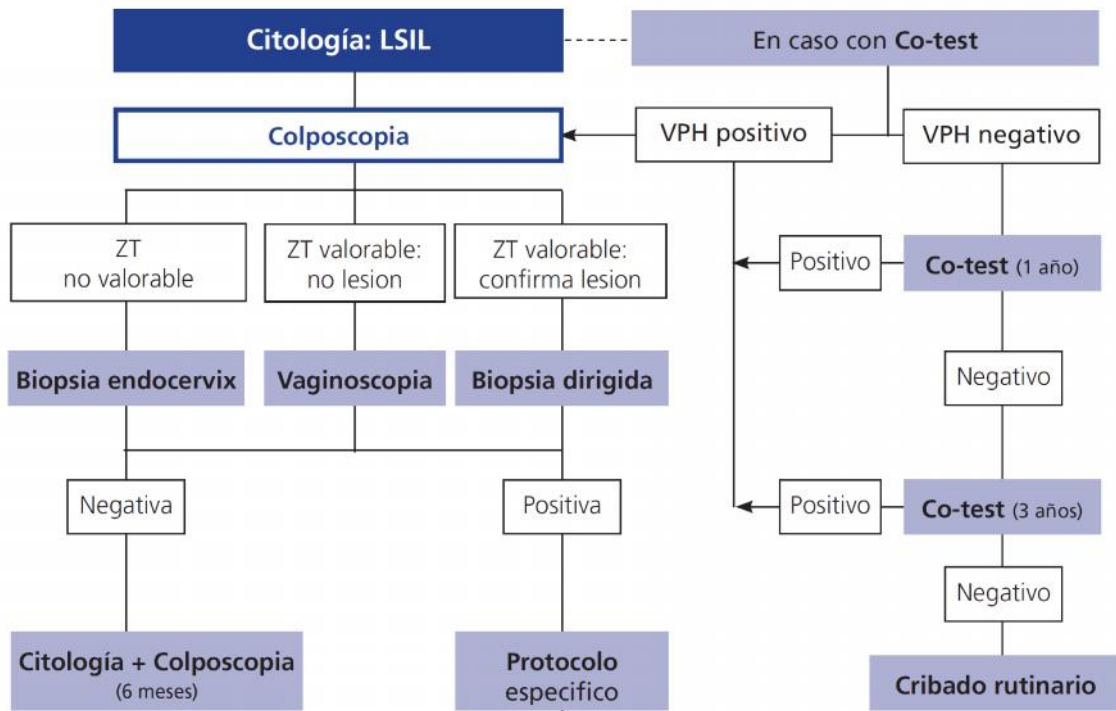 Citología: LSIL
En caso con Co-test
Colposcopia
VPH positivo
VPH negativo
ZT
no valorable
ZT valorable:
no lesion
ZT valorable:
confirma lesion
Positivo
Co-test (1 año)
Biopsia endocervix
Vaginoscopia
Biopsia dirigida
Negativo
Negativa
Positiva
Positivo
Co-test (3 años)
Negativo
Citología + Colposcopia
(6 meses)
Protocolo
especifico
Cribado rutinario